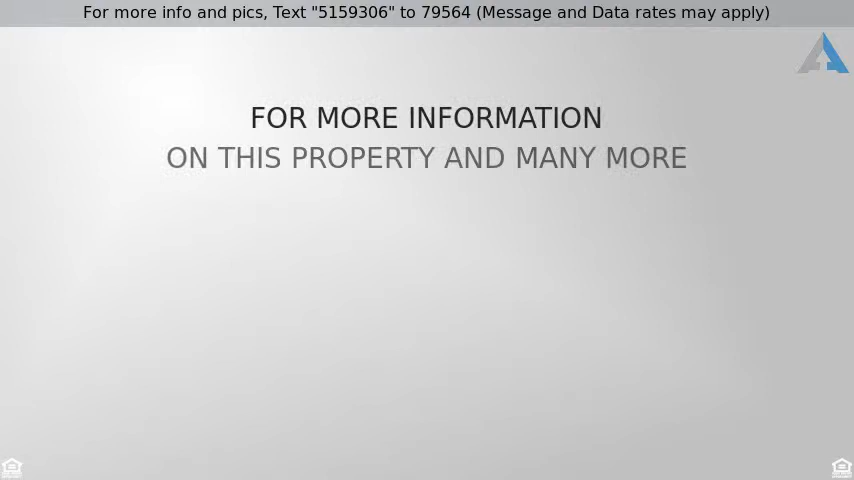 For more info and pics, Text "5159306" to 79564 (Message and Data rates may apply)
FOR MORE INFORMATION
ON THIS PROPERTY AND MANY MORE